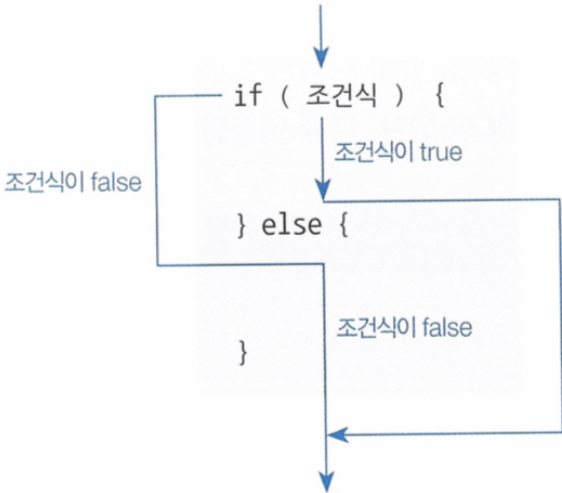 if ( 조건식 ) {
조건식이 true
조건식이 false
} else {
조건식이 false
}